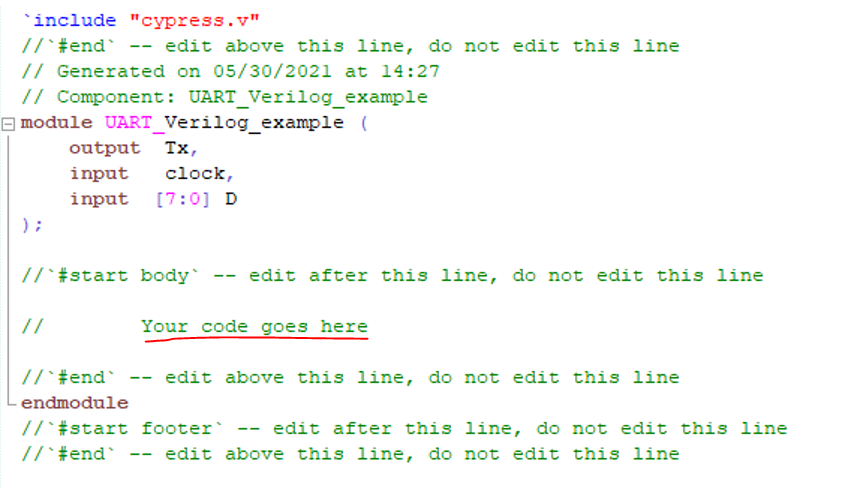 `include "cypress.v"
//`#end` -- edit above this line, do not edit this line
// Generated on 05/30/2021 at 14:27
// Component: UART_Verilog_example
module UART_Verilog_example (
    output  Tx,
    input   clock,
    input  [7:0] D
);
//`#start body` -- edit after this line, do not edit this line
//        Your code goes here
//`#end` -- edit above this line, do not edit this line
endmodule
//`#start footer` -- edit after this line, do not edit this line
//`#end` -- edit above this line, do not edit this line